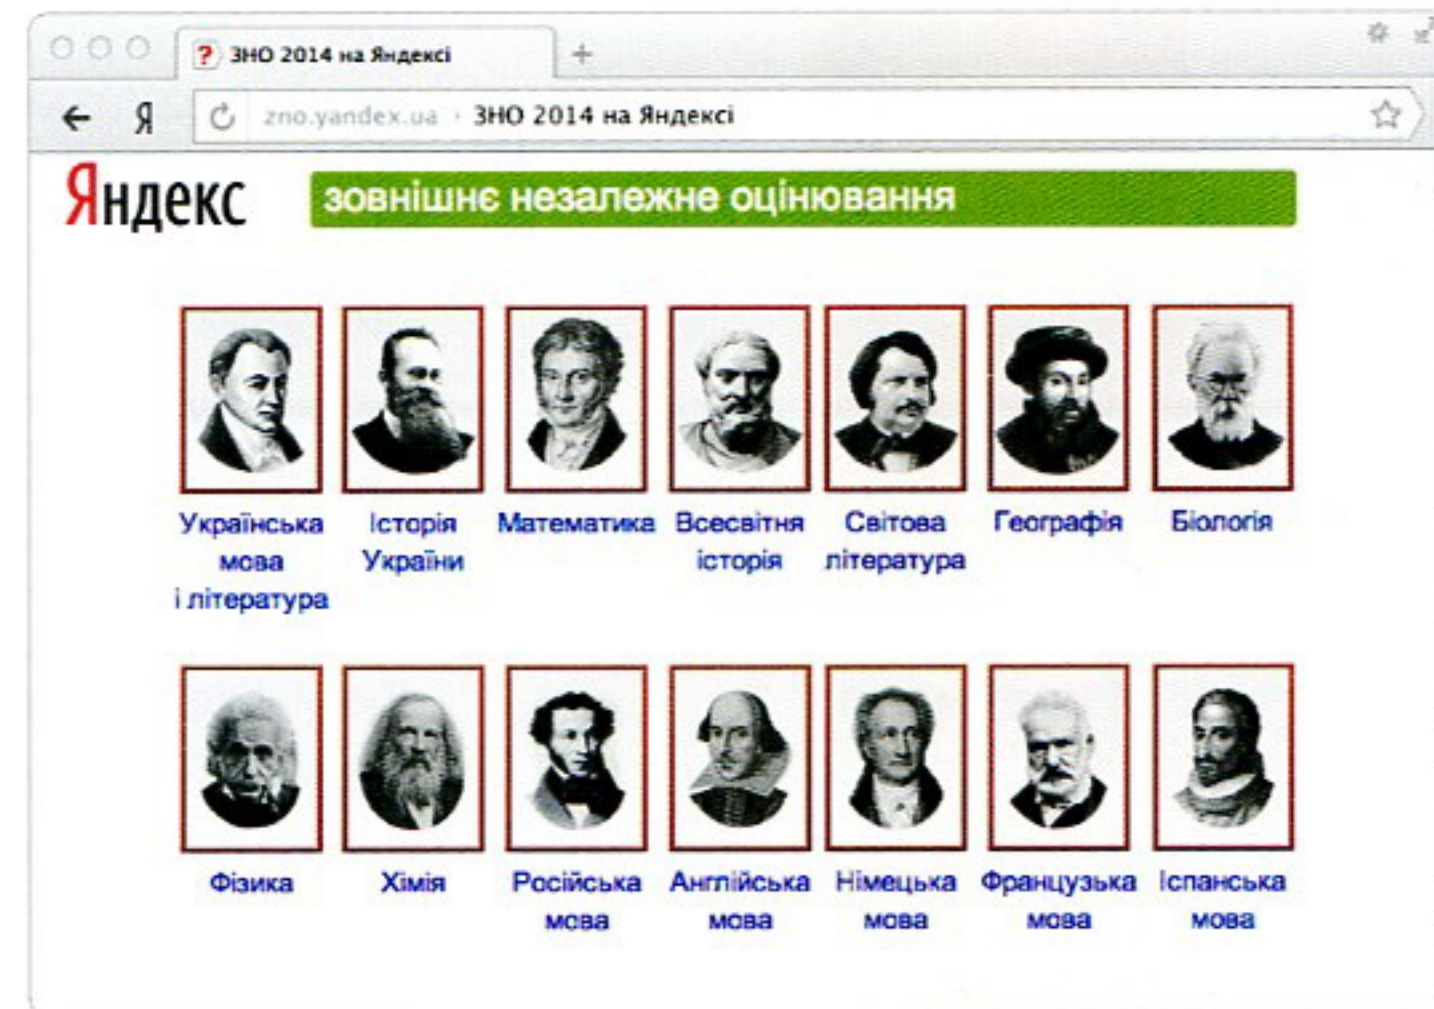 ЗНО 2014 на Яндексі
Я zno.yandex.ua ЗНО 2014 на Яндексі
Яндекс зовнішнє незалежне оцінювання
Українська Історія Математика Всесвітня Світова Географія Біологія
мова України історія література
і література
Фізика Хімія Російська Англійська Німецька Французька Іспанська
мова мова мова мова мова